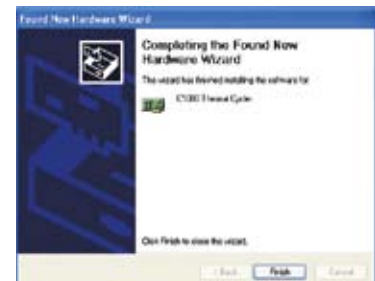 Found New Hardware Wizard
Completing the Found New
Hardware Wizard
The wizard has finished installing the software for:
C1000 Thermal Cycler
Click Finish to close the wizard.
< Back
Finish
Cancel